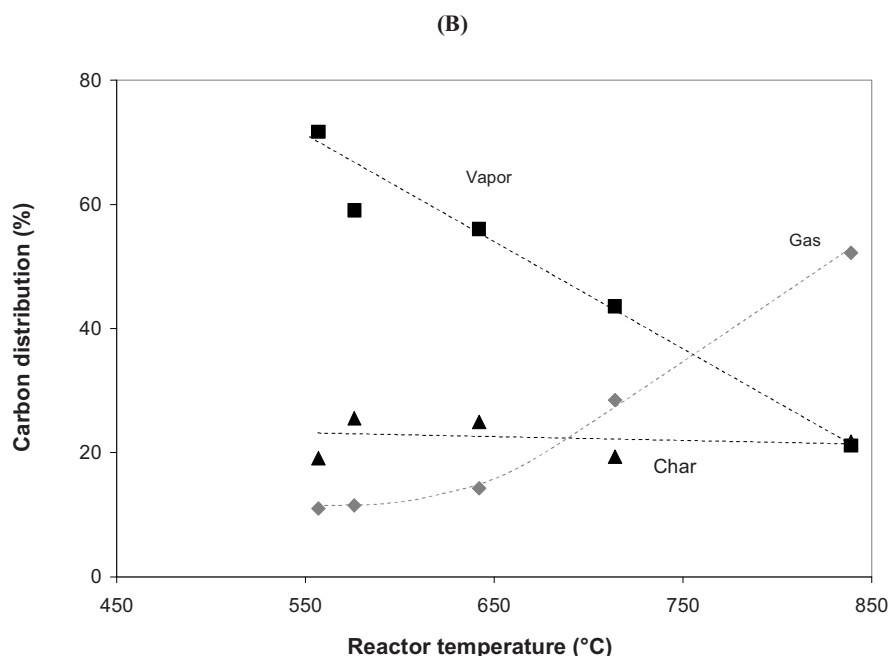 (B)
80
60
40
20
0
Carbon distribution (%)
Vapor
Gas
Char
450
550
650
750
850
Reactor temperature (°C)